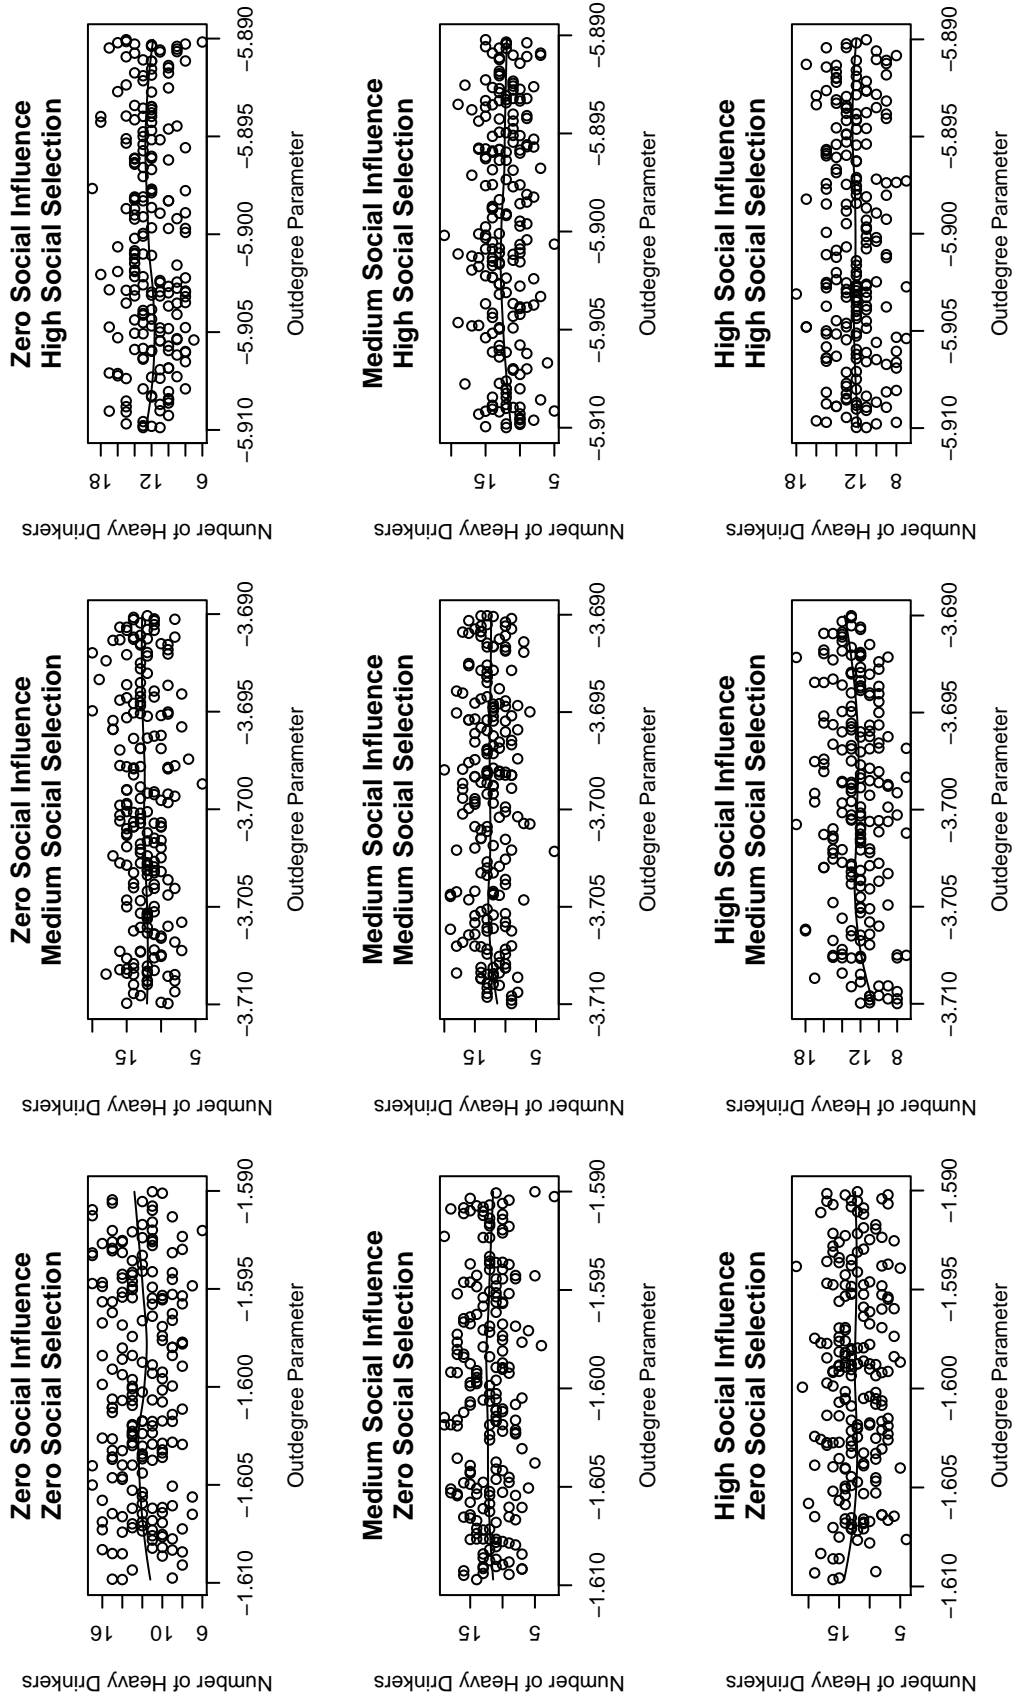 Zero Social Influence
Zero Social Selection
Number of Heavy Drinkers
16
10
6
−1.610
−1.605
−1.600
−1.595
−1.590
Outdegree Parameter
Zero Social Influence
Medium Social Selection
Number of Heavy Drinkers
15
5
−3.710
−3.705
−3.700
−3.695
−3.690
Outdegree Parameter
Zero Social Influence
High Social Selection
Number of Heavy Drinkers
18
12
6
−5.910
−5.905
−5.900
−5.895
−5.890
Outdegree Parameter
Medium Social Influence
Zero Social Selection
Number of Heavy Drinkers
15
5
−1.610
−1.605
−1.600
−1.595
−1.590
Outdegree Parameter
Medium Social Influence
Medium Social Selection
Number of Heavy Drinkers
15
5
−3.710
−3.705
−3.700
−3.695
−3.690
Outdegree Parameter
Medium Social Influence
High Social Selection
Number of Heavy Drinkers
15
5
−5.910
−5.905
−5.900
−5.895
−5.890
Outdegree Parameter
High Social Influence
Zero Social Selection
Number of Heavy Drinkers
15
5
−1.610
−1.605
−1.600
−1.595
−1.590
Outdegree Parameter
High Social Influence
Medium Social Selection
Number of Heavy Drinkers
18
12
8
−3.710
−3.705
−3.700
−3.695
−3.690
Outdegree Parameter
High Social Influence
High Social Selection
Number of Heavy Drinkers
18
12
8
−5.910
−5.905
−5.900
−5.895
−5.890
Outdegree Parameter